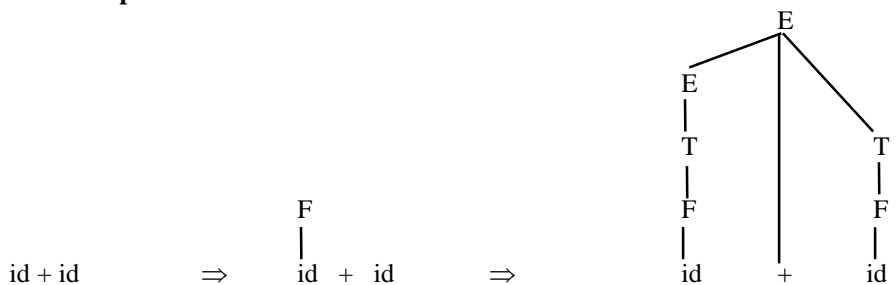 E
E
T T
F F F
id + id ⇒ id + id ⇒ id + id